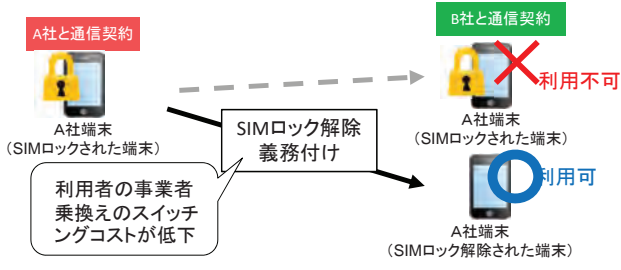 A社と通信契約
A社端末
（SIMロックされた端末）
SIMロック解除
義務付け
利用者の事業者
乗換えのスイッチ
ングコストが低下
B社と通信契約
利用不可
A社端末
（SIMロックされた端末）
利用可
A社端末
（SIMロック解除された端末）